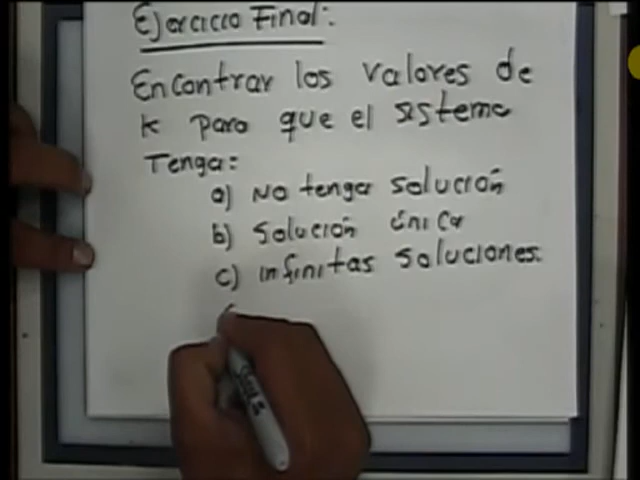 Ejercicio Final:
Encontrar los valores de
k para que el sistema
Tenga:
a) No tenga solución
b) Solución única
c) infinitas soluciones.